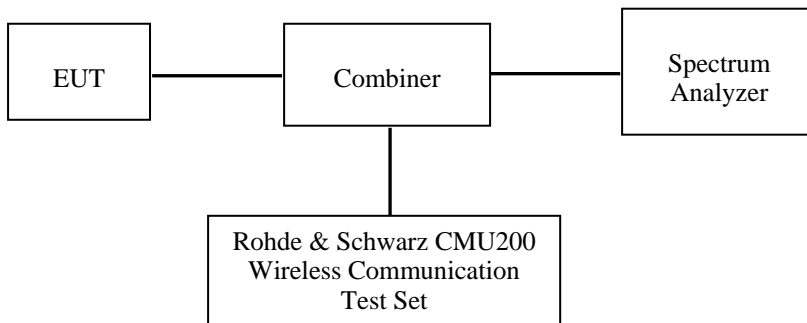 EUT
Combiner
Spectrum
Analyzer
Rohde & Schwarz CMU200
Wireless Communication
Test Set